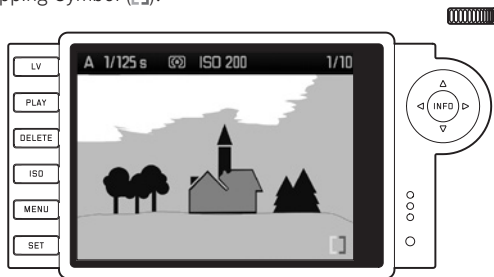 pping Symbol ([ ]).
LV
PLAY
DELETE
ISO
MENU
SET
A 1/125 s ISO 200 1/10
INFO